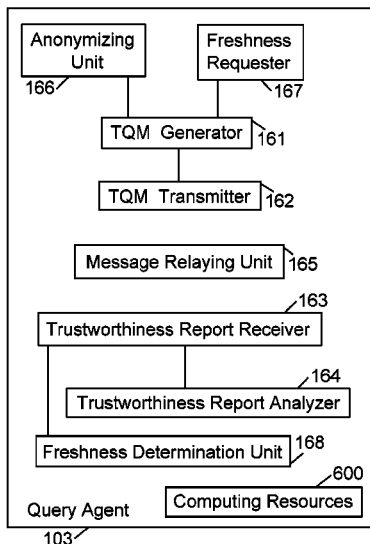 Anonymizing
Unit
166
Freshness
Requester
167
TQM Generator
161
TQM Transmitter
162
Message Relaying Unit
165
163
Trustworthiness Report Receiver
164
Trustworthiness Report Analyzer
Freshness Determination Unit
168
600
Computing Resources
Query Agent
103